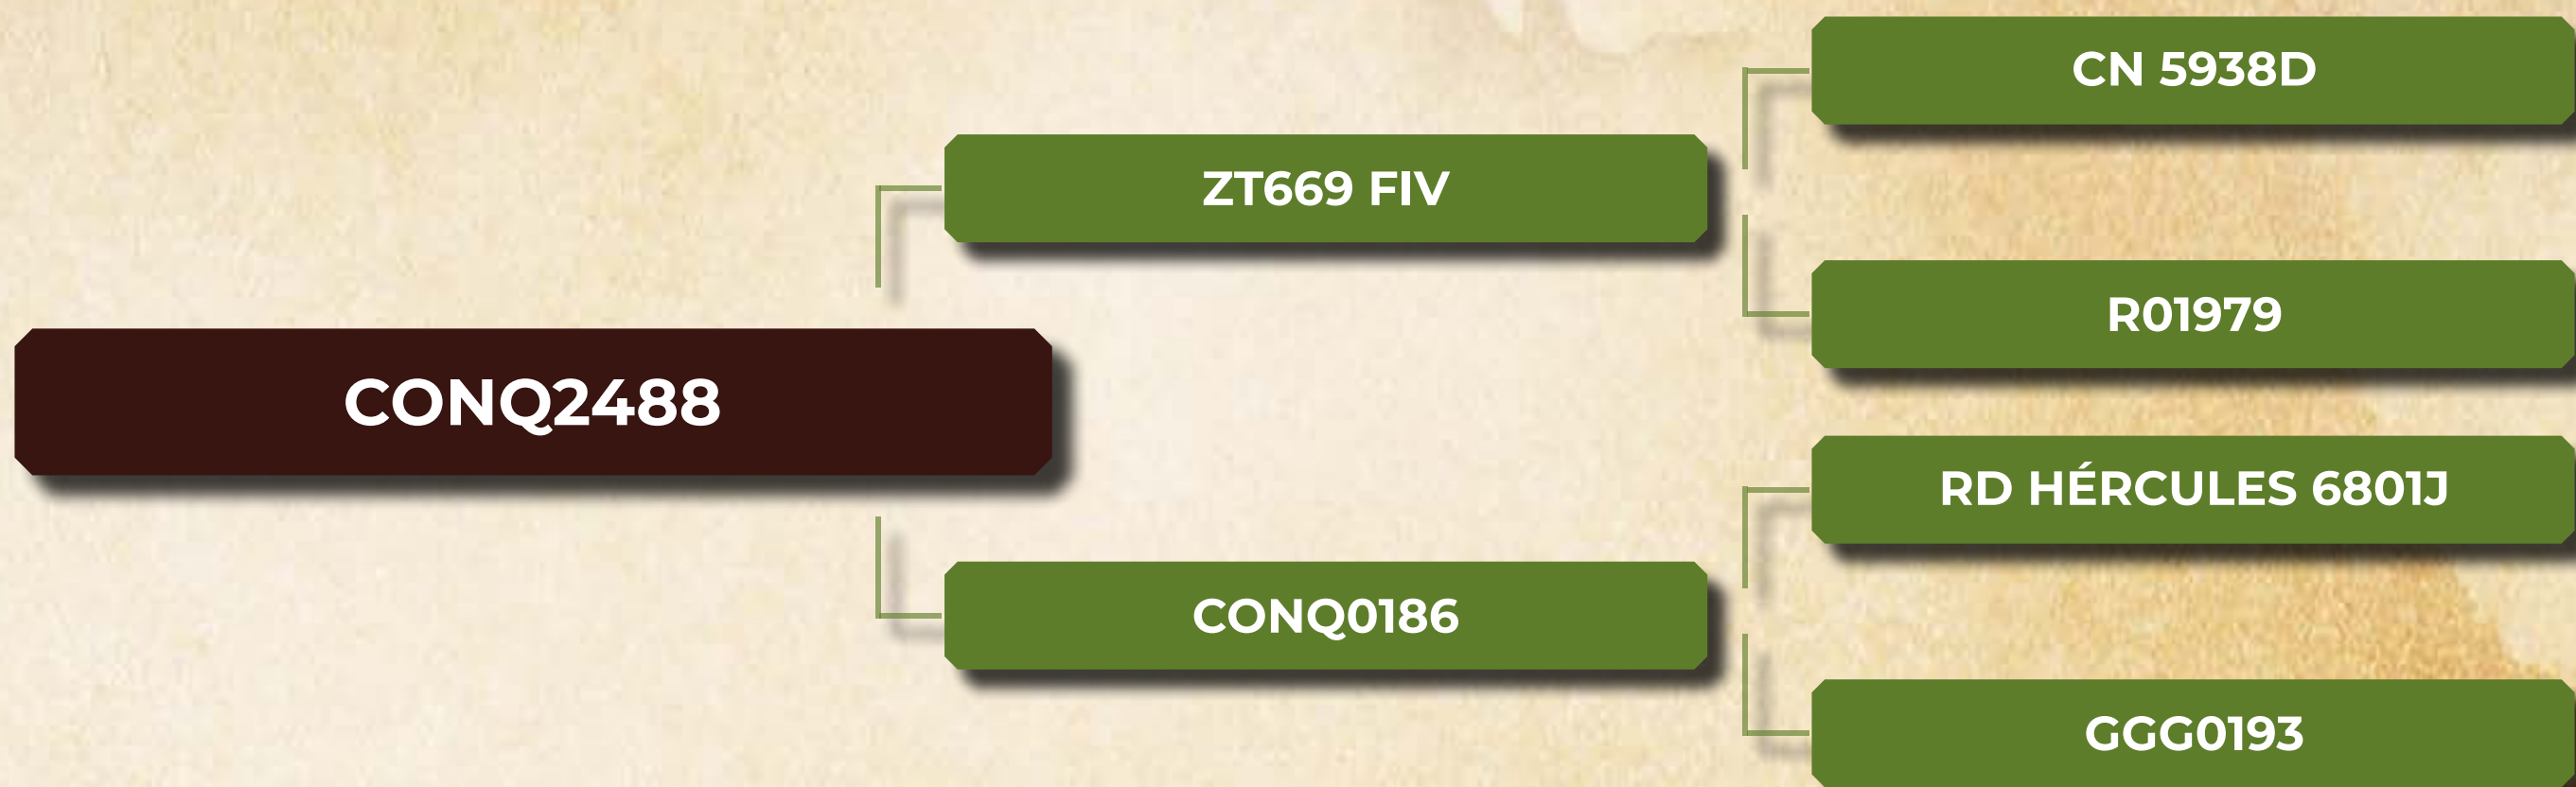 CN 5938D
ZT669 FIV
R01979
CONQ2488
RD HÉRCULES 6801J
CONQ0186
GGG0193